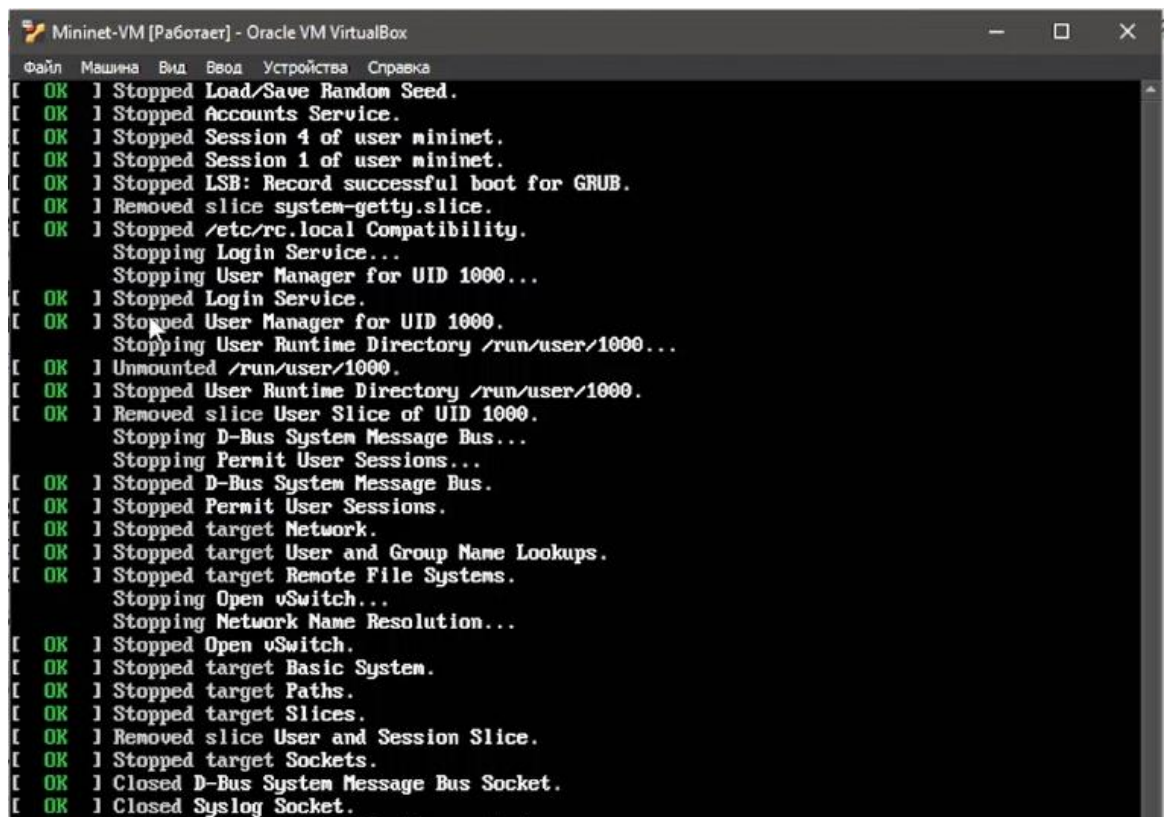 Mininet-VM [Работает] - Oracle VM VirtualBox
Файл Машина Вид Ввод Устройства Справка
[ OK ] Stopped Load/Save Random Seed.
[ OK ] Stopped Accounts Service.
[ OK ] Stopped Session 4 of user mininet.
[ OK ] Stopped Session 1 of user mininet.
[ OK ] Stopped LSB: Record successful boot for GRUB.
[ OK ] Removed slice system-getty.slice.
[ OK ] Stopped /etc/rc.local Compatibility.
Stopping Login Service...
Stopping User Manager for UID 1000...
[ OK ] Stopped Login Service.
[ OK ] Stopped User Manager for UID 1000.
Stopping User Runtime Directory /run/user/1000...
[ OK ] Unmounted /run/user/1000.
[ OK ] Stopped User Runtime Directory /run/user/1000.
[ OK ] Removed slice User Slice of UID 1000.
Stopping D-Bus System Message Bus...
Stopping Permit User Sessions...
[ OK ] Stopped D-Bus System Message Bus.
[ OK ] Stopped Permit User Sessions.
[ OK ] Stopped target Network.
[ OK ] Stopped target User and Group Name Lookups.
[ OK ] Stopped target Remote File Systems.
Stopping Open vSwitch...
Stopping Network Name Resolution...
[ OK ] Stopped Open vSwitch.
[ OK ] Stopped target Basic System.
[ OK ] Stopped target Paths.
[ OK ] Stopped target Slices.
[ OK ] Removed slice User and Session Slice.
[ OK ] Stopped target Sockets.
[ OK ] Closed D-Bus System Message Bus Socket.
[ OK ] Closed Syslog Socket.